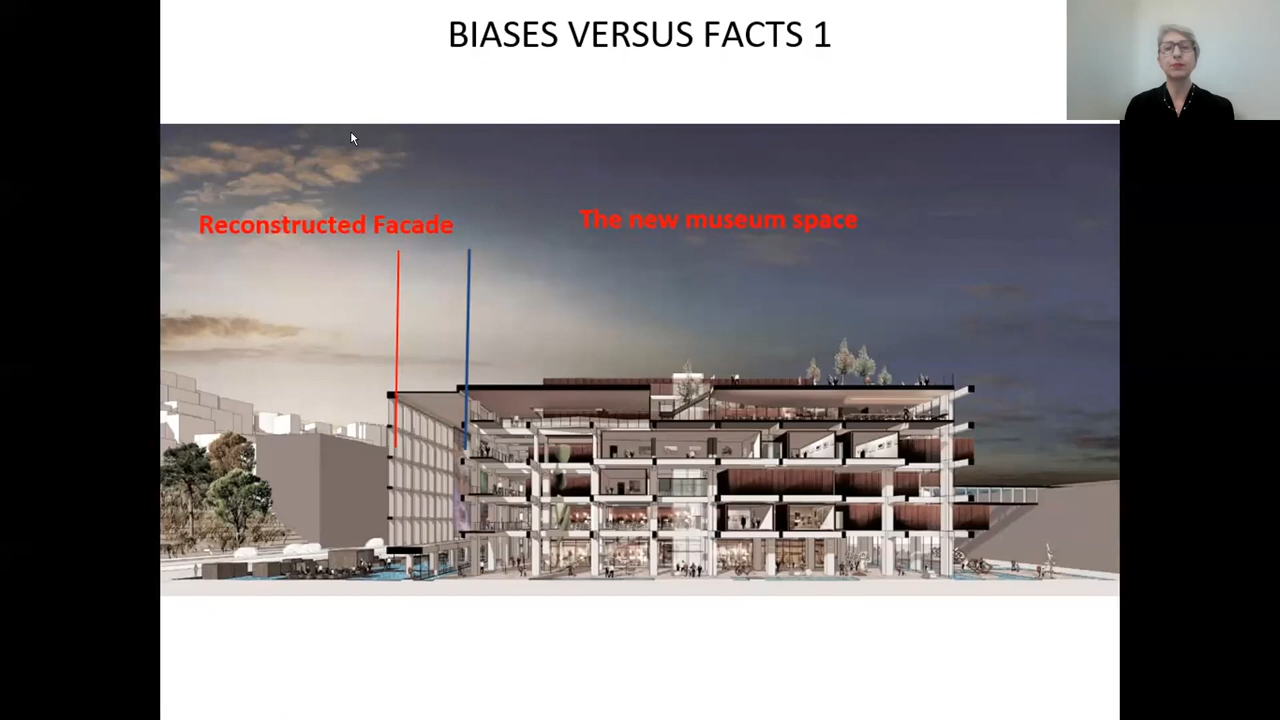 BIASES VERSUS FACTS 1
Reconstructed Facade
The new museum space